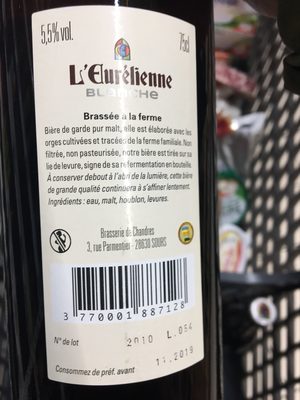 5,5% vol.
75cl
L'Eurélienne
BLANCHE
Brassée à la ferme
Bière de garde pur malt, elle est élaborée avec les
orges cultivées et tracées de la ferme familiale. Non
filtrée, non pasteurisée, notre bière est tirée sur sa
lie de levure, signe de sa refermentation en bouteille.
À conserver debout à l'abri de la lumière, cette bière
de grande qualité continuera à s'affiner lentement.
Ingrédients : eau, malt, houblon, levures.
Brasserie de Chandres
3, rue Parmentier - 28630 SOURS
3 770001 887128
N° de lot
2010 L.054
11.2019
Consommez de préf. avant